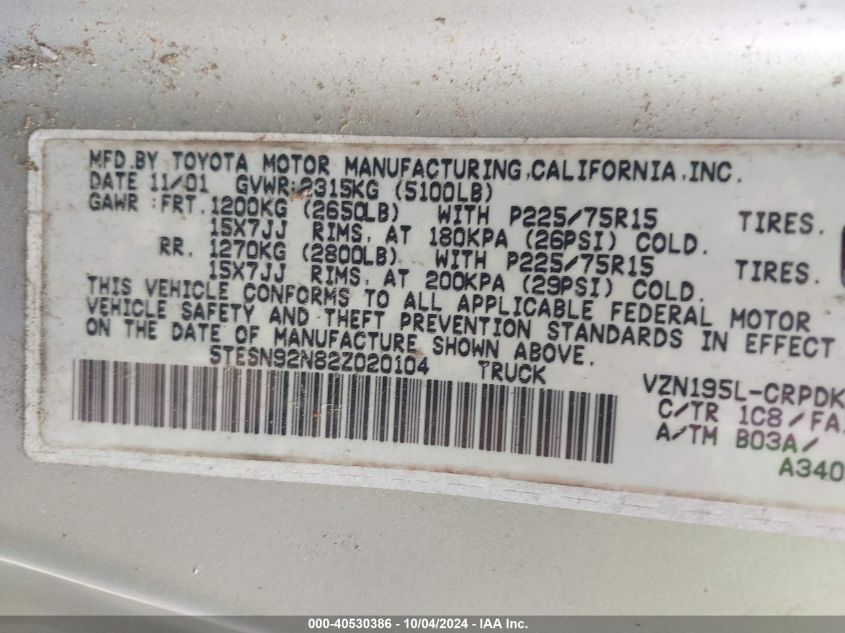 MFD.BY TOYOTA MOTOR MANUFACTURING,CALIFORNIA,INC.
DATE 11/01 GVWR:2315KG (5100LB)
GAWR :FRT.1200KG (2650LB) WITH P225/75R15 TIRES.
15X7JJ RIMS, AT 180KPA (26PSI) COLD.
RR. 1270KG (2800LB). WITH P225/75R15 TIRES.
15X7JJ RIMS, AT 200KPA (29PSI) COLD.
THIS VEHICLE CONFORMS TO ALL APPLICABLE FEDERAL MOTOR
VEHICLE SAFETY AND THEFT PREVENTION STANDARDS IN EFFECT
ON THE DATE OF MANUFACTURE SHOWN ABOVE.
5TESN92N82Z020104 TRUCK
VZN195L-CRPDK
C/TR 1C8/FA
A/TM B03A/
A340
000-40530386 - 10/04/2024 - IAA Inc.